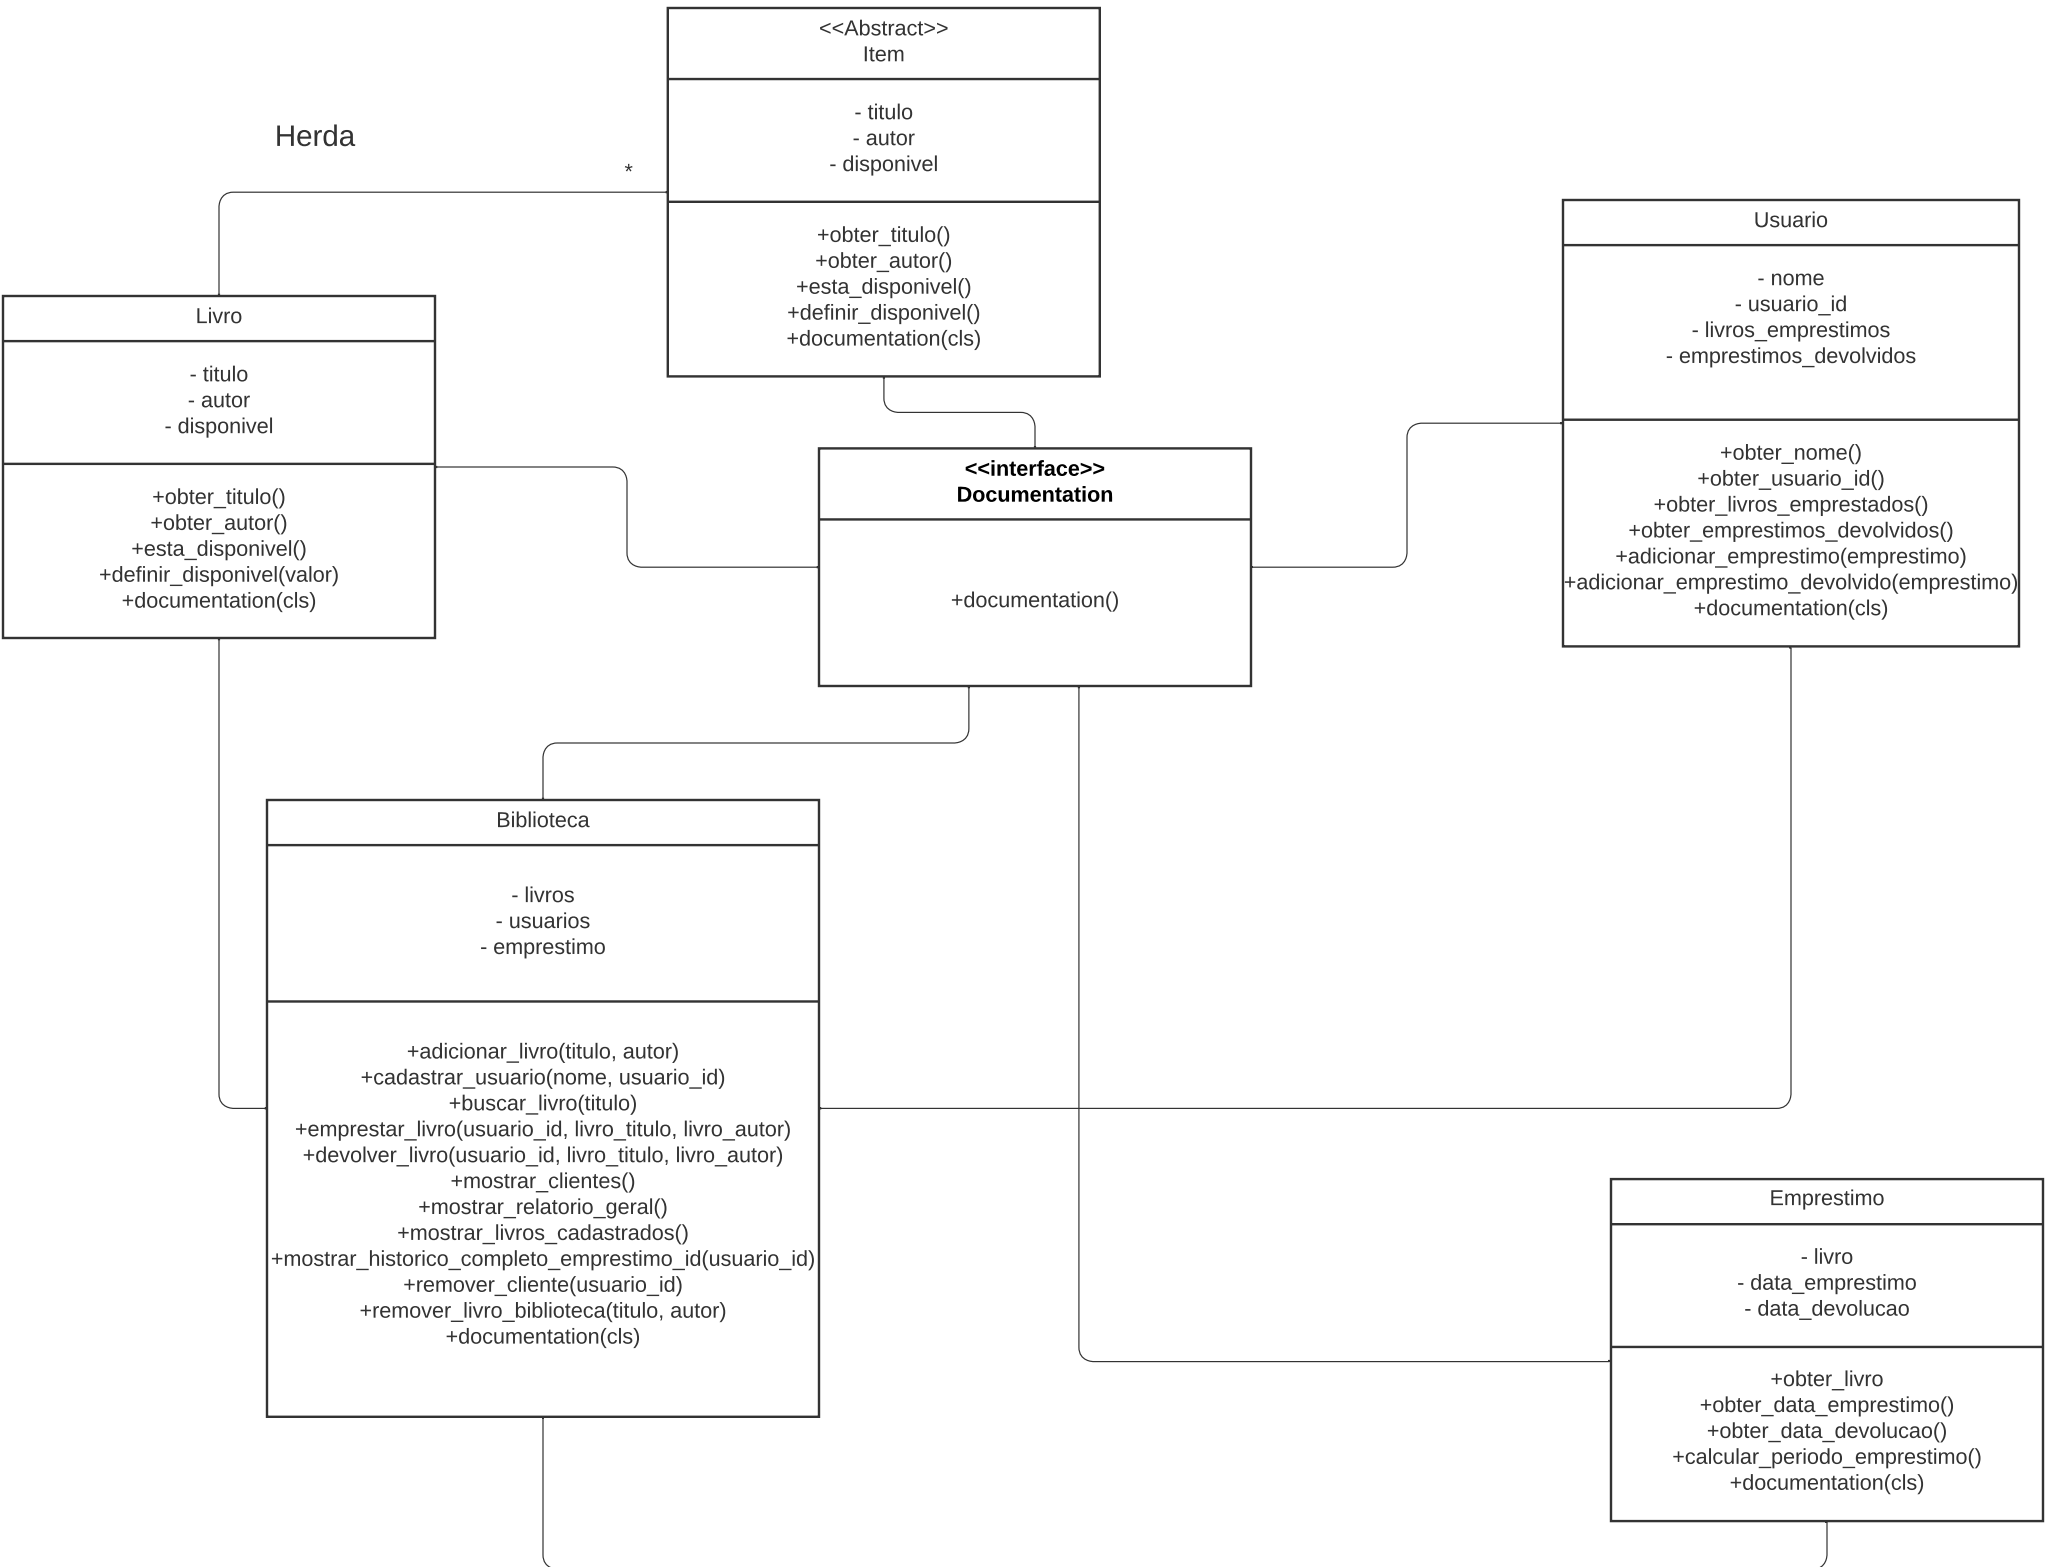 <<Abstract>>
Item
- titulo
- autor
- disponivel
+obter_titulo()
+obter_autor()
+esta_disponivel()
+definir_disponivel()
+documentation(cls)
Herda
*
Livro
- titulo
- autor
- disponivel
+obter_titulo()
+obter_autor()
+esta_disponivel()
+definir_disponivel(valor)
+documentation(cls)
<<interface>>
Documentation
+documentation()
Usuario
- nome
- usuario_id
- livros_emprestimos
- emprestimos_devolvidos
+obter_nome()
+obter_usuario_id()
+obter_livros_emprestados()
+obter_emprestimos_devolvidos()
+adicionar_emprestimo(emprestimo)
+adicionar_emprestimo_devolvido(emprestimo)
+documentation(cls)
Biblioteca
- livros
- usuarios
- emprestimo
+adicionar_livro(titulo, autor)
+cadastrar_usuario(nome, usuario_id)
+buscar_livro(titulo)
+emprestar_livro(usuario_id, livro_titulo, livro_autor)
+devolver_livro(usuario_id, livro_titulo, livro_autor)
+mostrar_clientes()
+mostrar_relatorio_geral()
+mostrar_livros_cadastrados()
+mostrar_historico_completo_emprestimo_id(usuario_id)
+remover_cliente(usuario_id)
+remover_livro_biblioteca(titulo, autor)
+documentation(cls)
Emprestimo
- livro
- data_emprestimo
- data_devolucao
+obter_livro
+obter_data_emprestimo()
+obter_data_devolucao()
+calcular_periodo_emprestimo()
+documentation(cls)